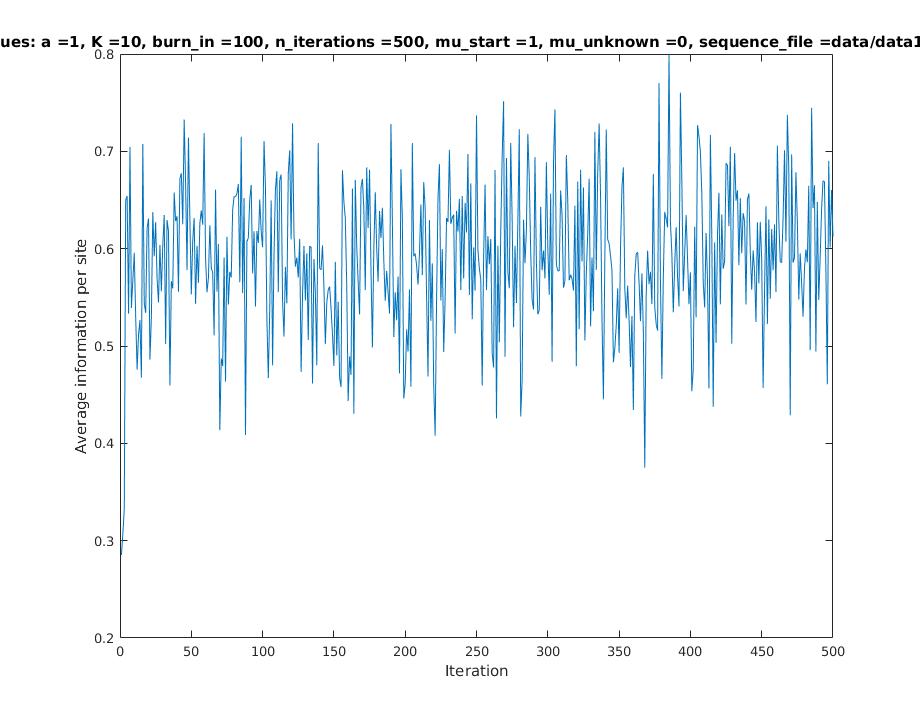 ues: a =1, K =10, burn_in =100, n_iterations =500, mu_start =1, mu_unknown =0, sequence_file =data/data1
0.8
0.7
0.6
0.5
0.4
0.3
0.2
Average information per site
0 50 100 150 200 250 300 350 400 450 500
Iteration